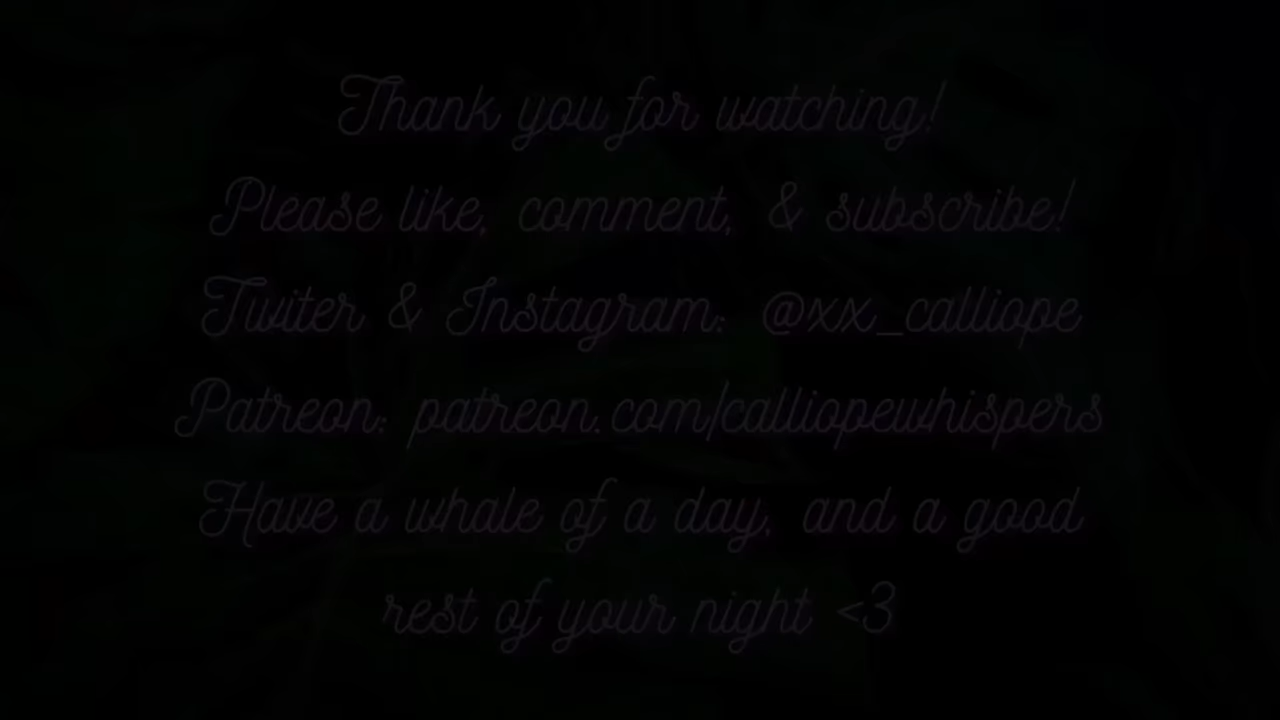 Thank you for watching!
Please like, comment, & subscribe!
Twiter & Instagram: @xx_calliope
Patreon: patreon.com/calliopewhispers
Have a whale of a day, and a good
rest of your night <3